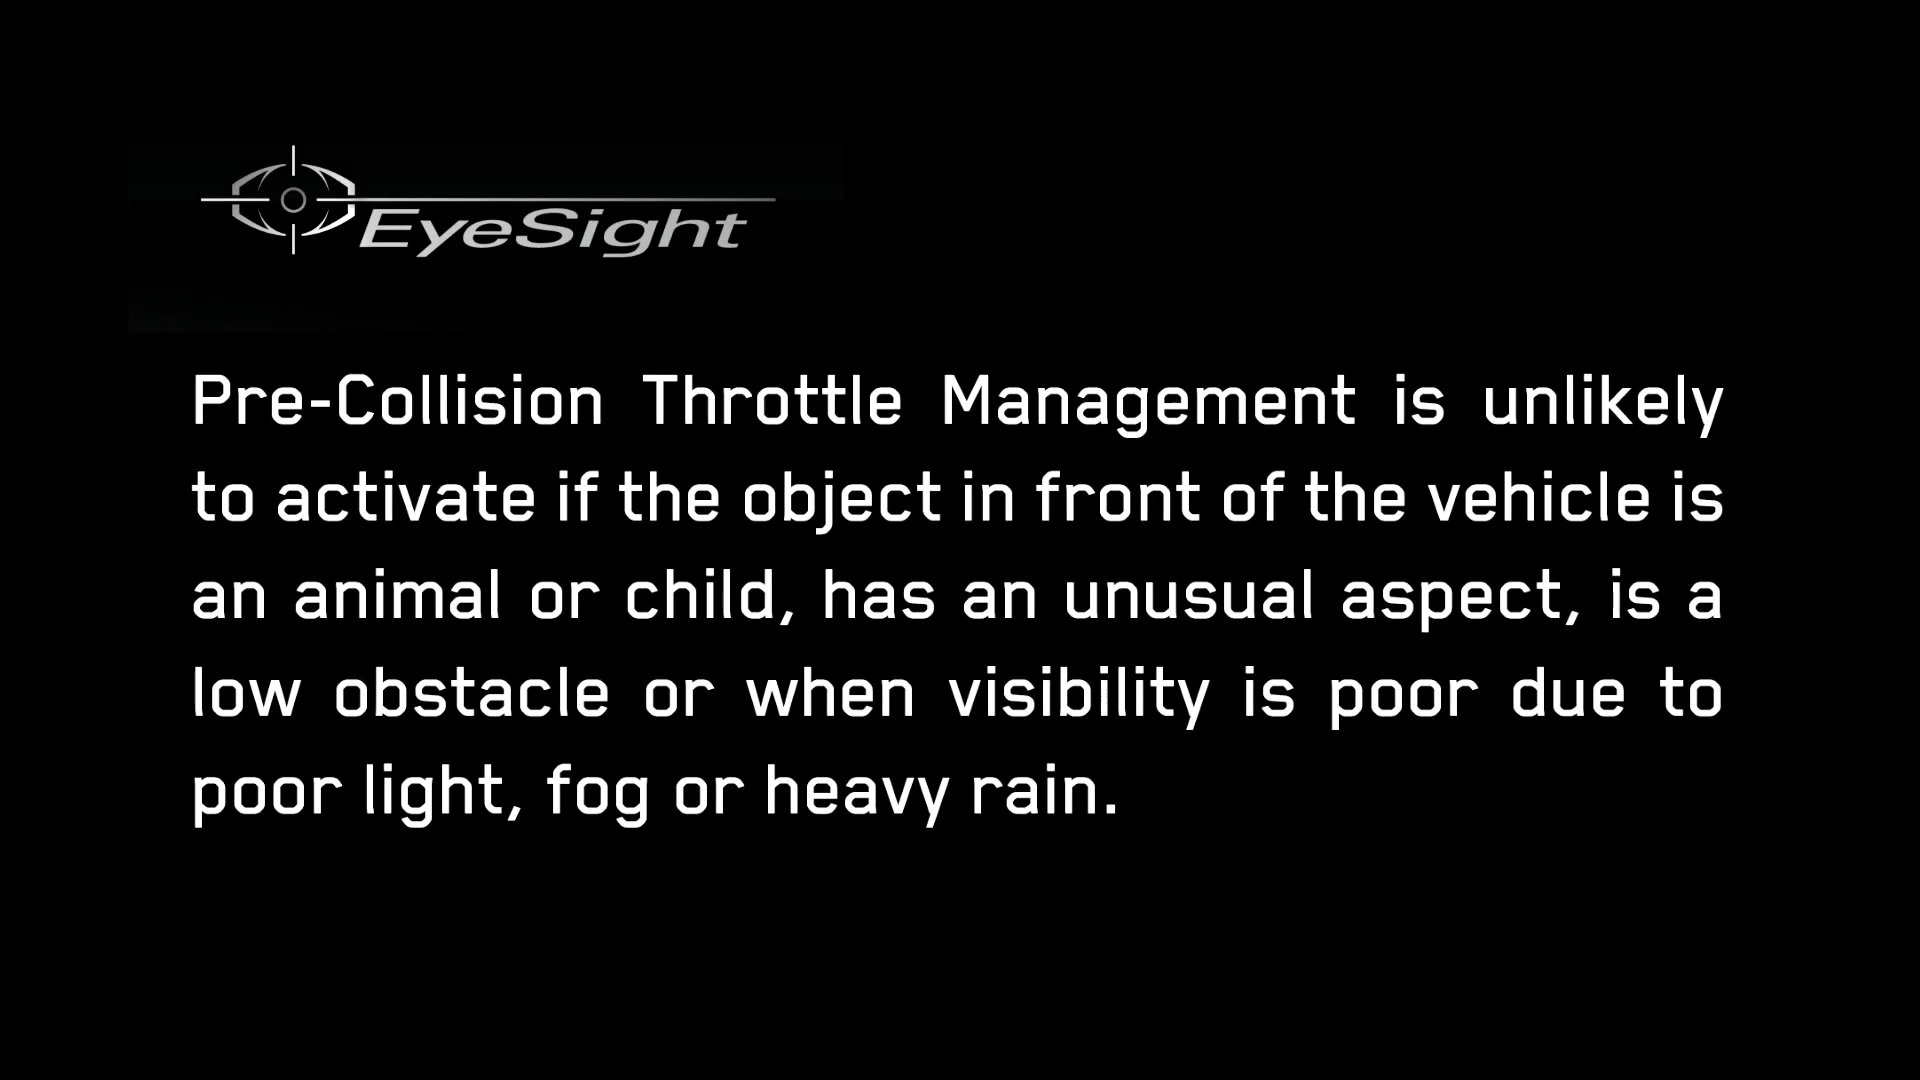 EyeSight
Pre-Collision Throttle Management is unlikely
to activate if the object in front of the vehicle is
an animal or child, has an unusual aspect, is a
low obstacle or when visibility is poor due to
poor light, fog or heavy rain.